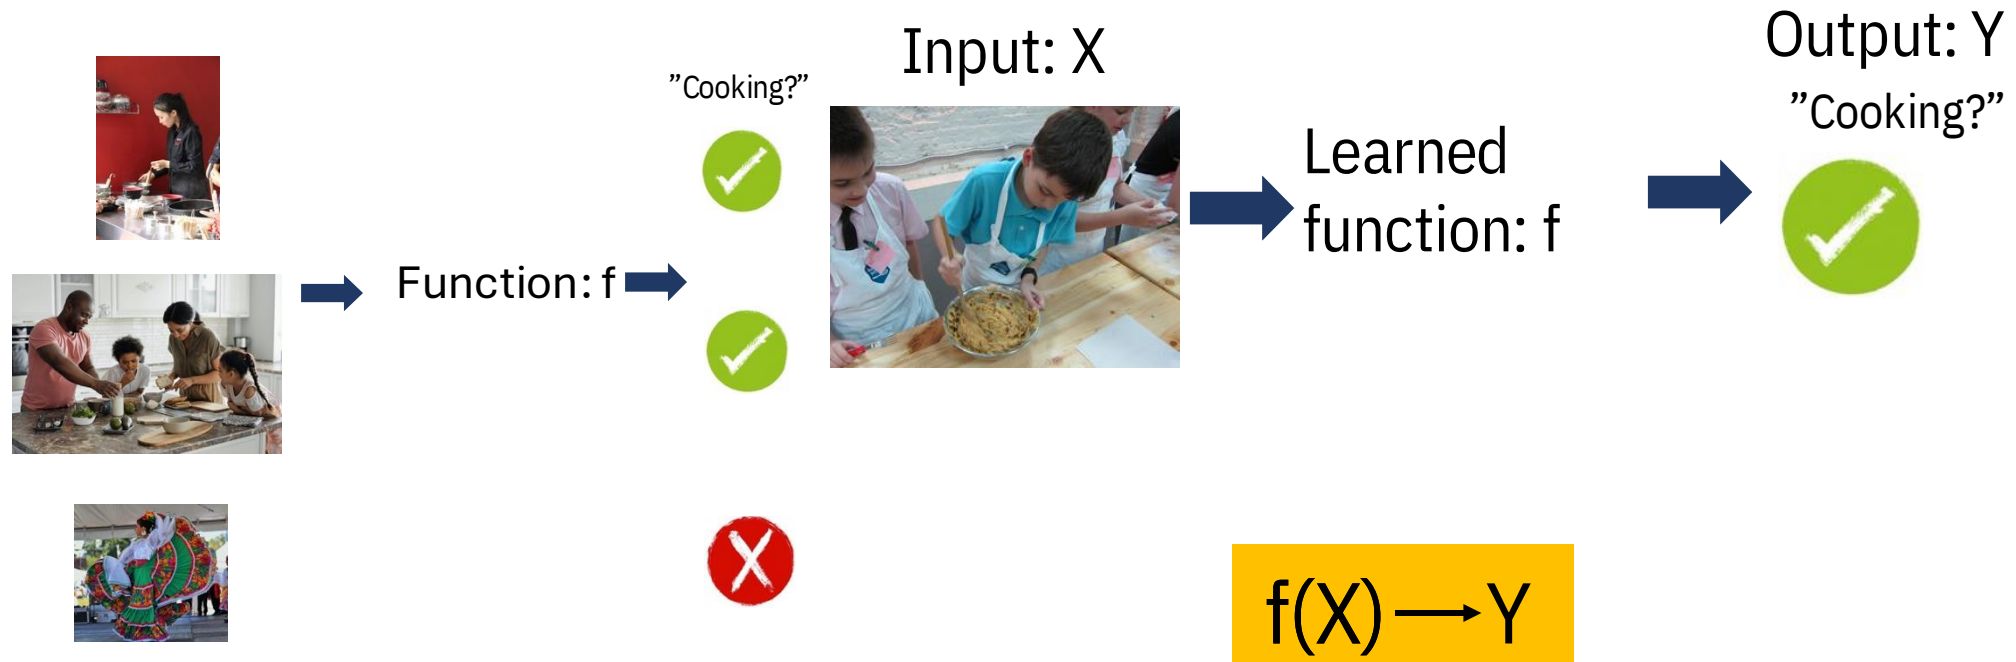 Function: f
”Cooking?”
Input: X
Learned
function: f
Output: Y
”Cooking?”
X
f(X) → Y